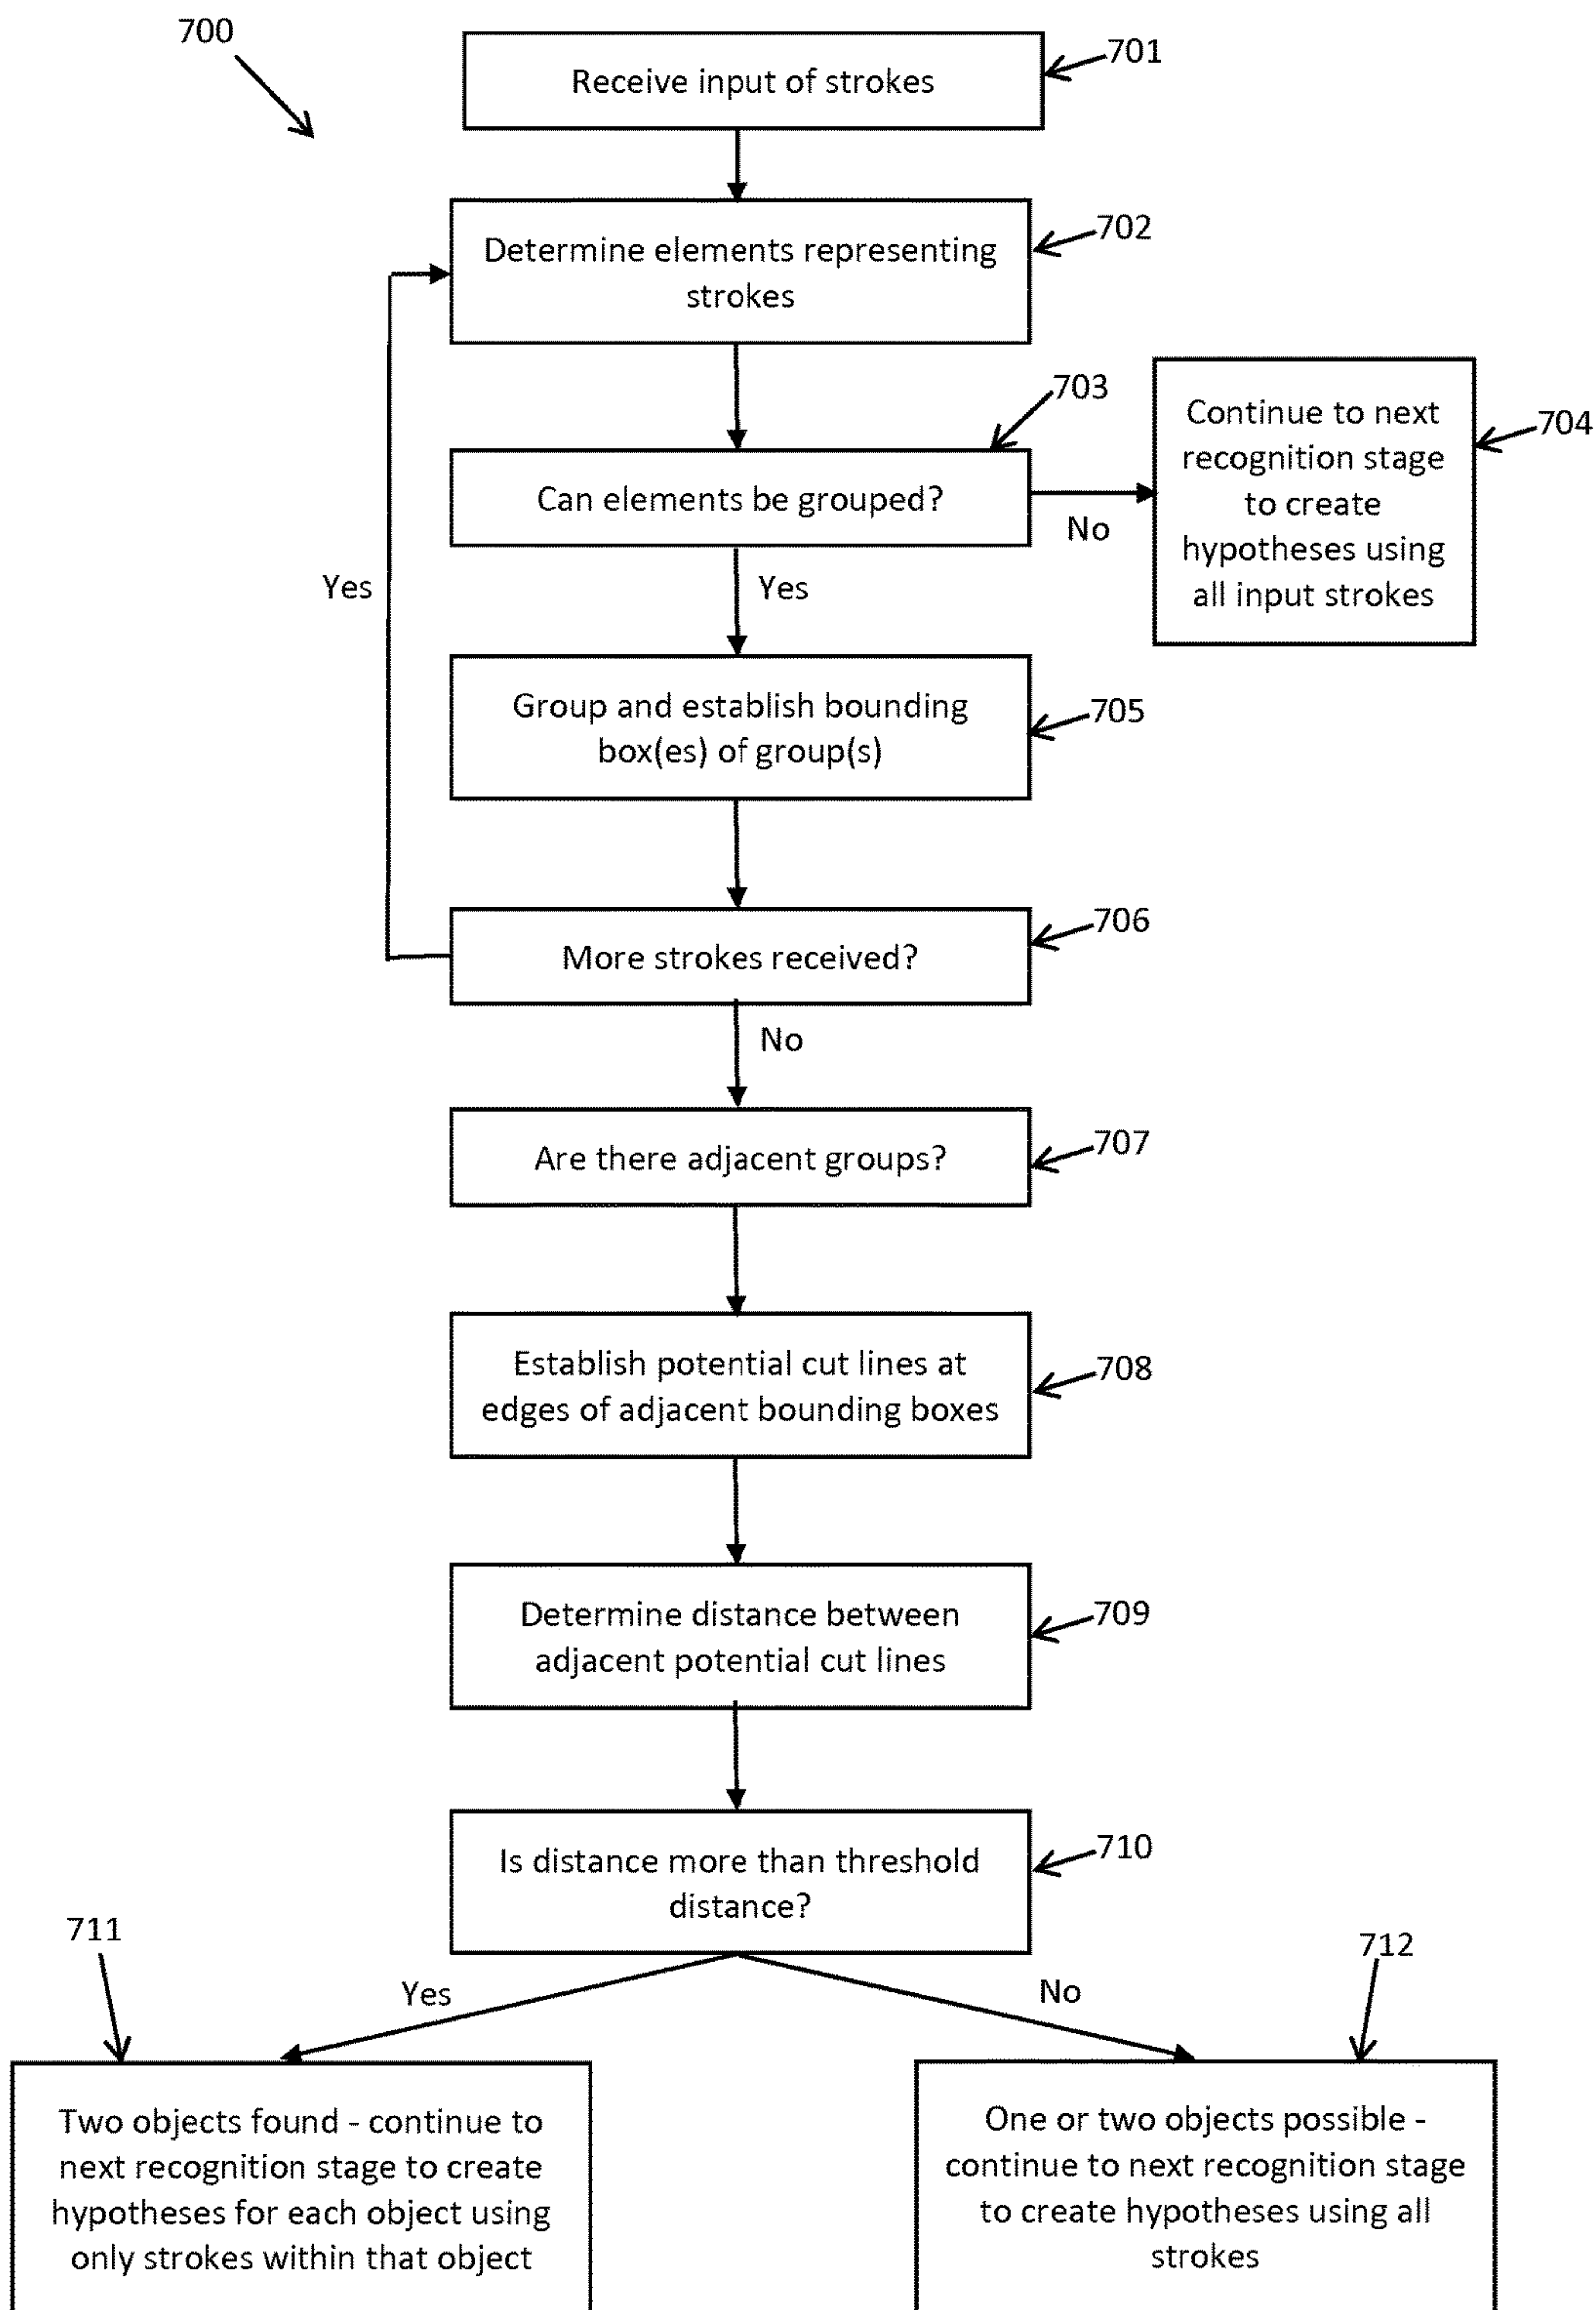 700
Receive input of strokes
701
Determine elements representing
strokes
702
703
Can elements be grouped?
No
Continue to next
recognition stage
to create
hypotheses using
all input strokes
704
Yes
Yes
Group and establish bounding
box(es) of group(s)
705
More strokes received?
706
No
Are there adjacent groups?
707
Establish potential cut lines at
edges of adjacent bounding boxes
708
Determine distance between
adjacent potential cut lines
709
Is distance more than threshold
distance?
710
711
712
Yes
No
Two objects found - continue to
next recognition stage to create
hypotheses for each object using
only strokes within that object
One or two objects possible -
continue to next recognition stage
to create hypotheses using all
strokes